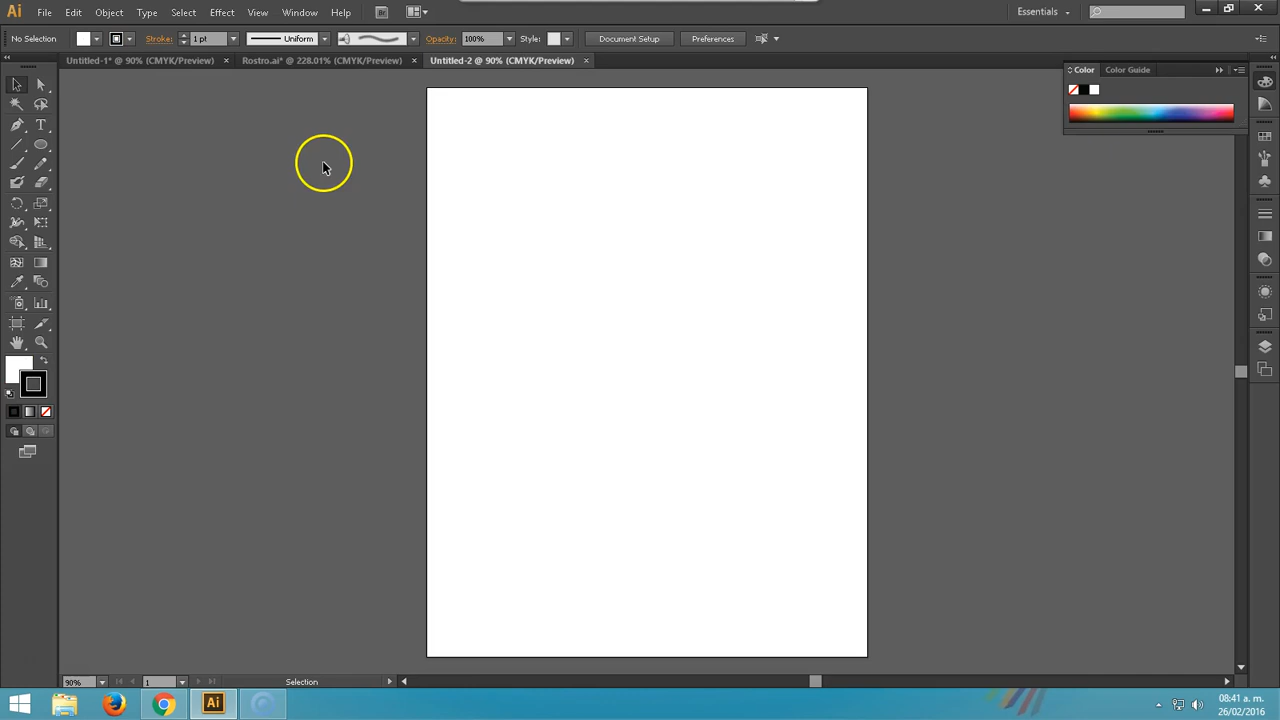 Ai File Edit Object Type Select Effect View Window Help Br Essentials
No Selection Stroke: 1 pt Uniform Opacity: 100% Style: Document Setup Preferences
Untitled-1* @ 90% (CMYK/Preview) × Rostro.ai* @ 228.01% (CMYK/Preview) × Untitled-2 @ 90% (CMYK/Preview) ×
Color Color Guide
T
90% 1 Selection
Ai
08:41 a. m.
26/02/2016